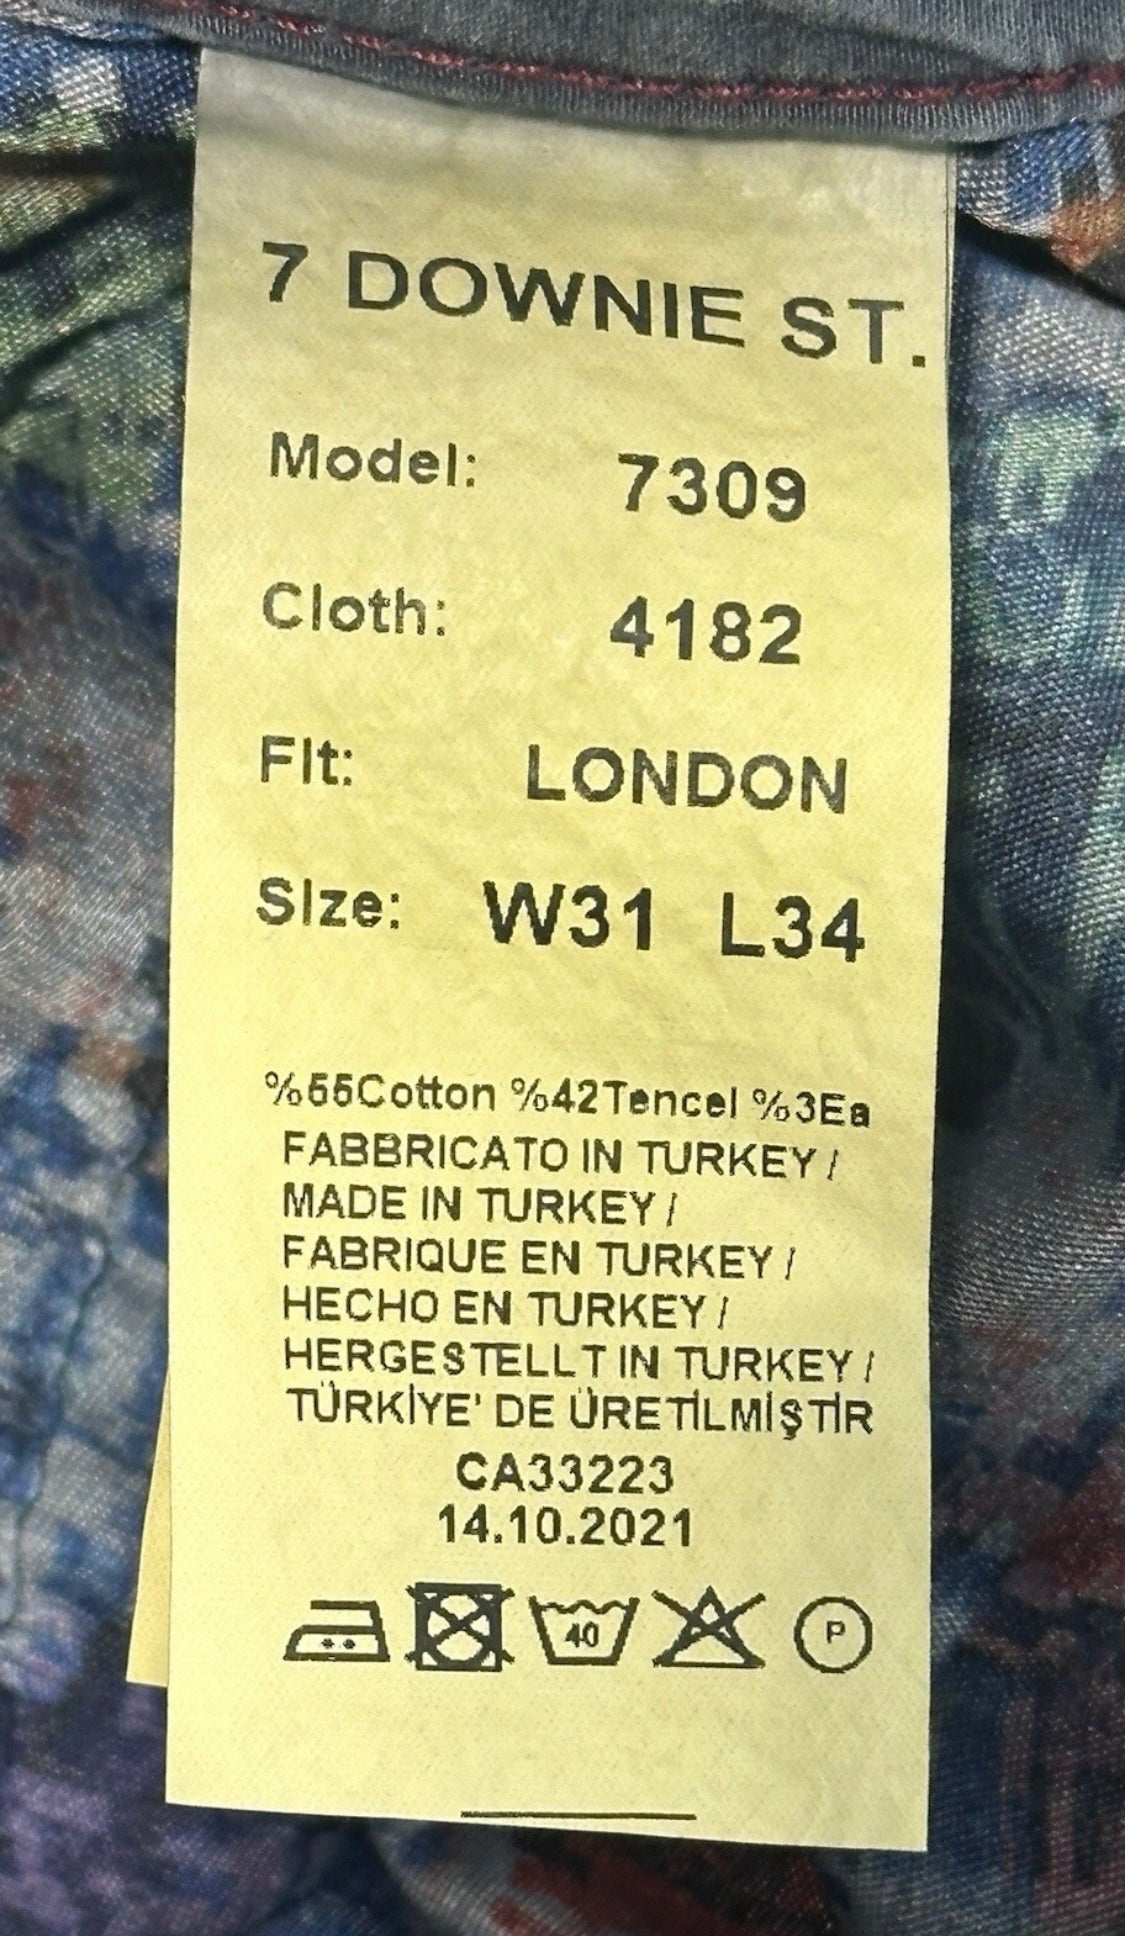 7 DOWNIE ST.
Model: 7309
Cloth: 4182
Fit: LONDON
Size: W31 L34
%55Cotton %42Tencel %3Ea
FABBRICATO IN TURKEY /
MADE IN TURKEY /
FABRIQUE EN TURKEY /
HECHO EN TURKEY /
HERGESTELLT IN TURKEY /
TÜRKİYE' DE ÜRETİLMİŞTİR
CA33223
14.10.2021
40 P